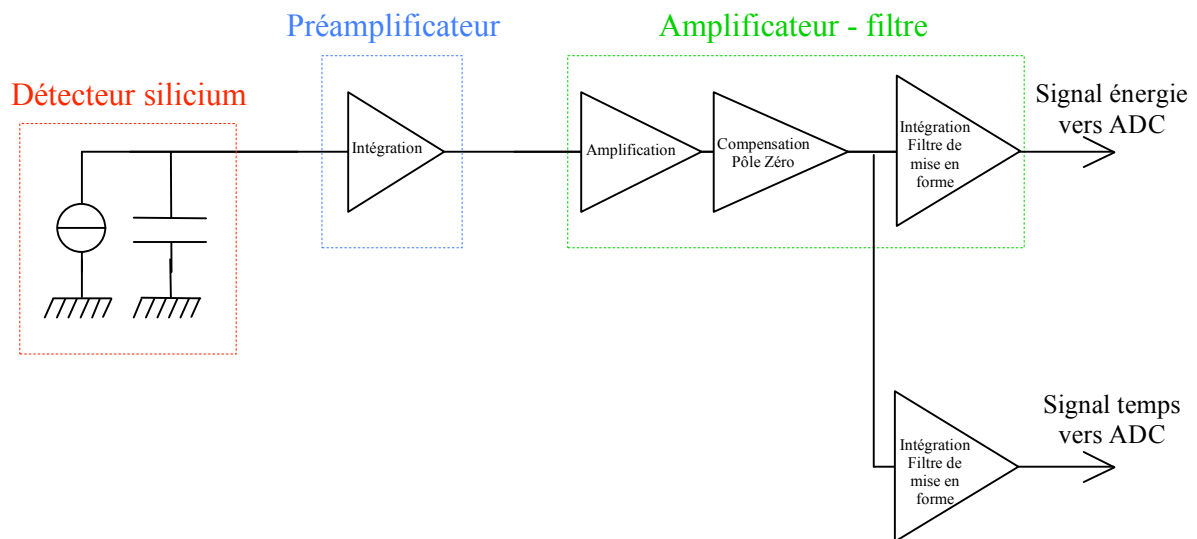 Préamplificateur
Amplificateur - filtre
Détecteur silicium
Signal énergie
vers ADC
Intégration
Amplification
Compensation
Pôle Zéro
Intégration
Filtre de
mise en
forme
Signal temps
vers ADC
Intégration
Filtre de
mise en
forme